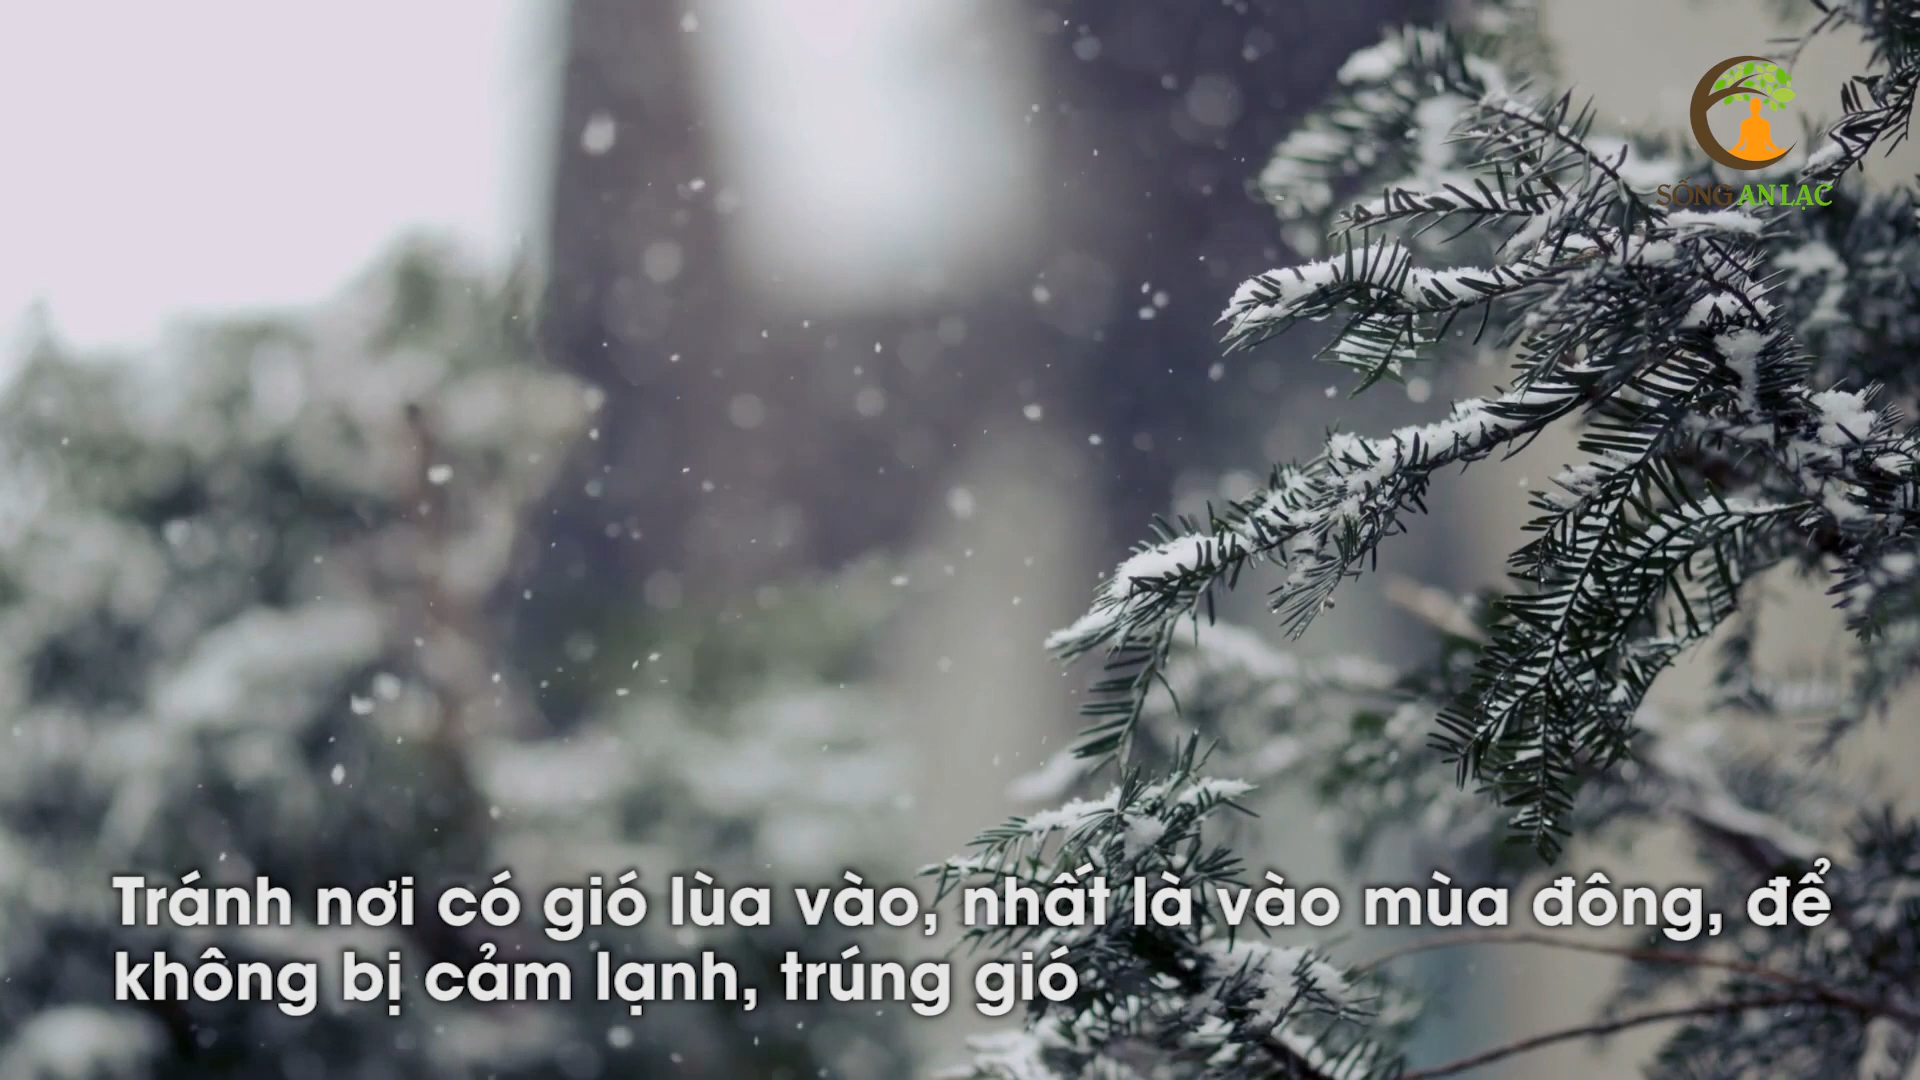 SỐNG AN LẠC
Tránh nơi có gió lùa vào, nhất là vào mùa đông, để
không bị cảm lạnh, trúng gió